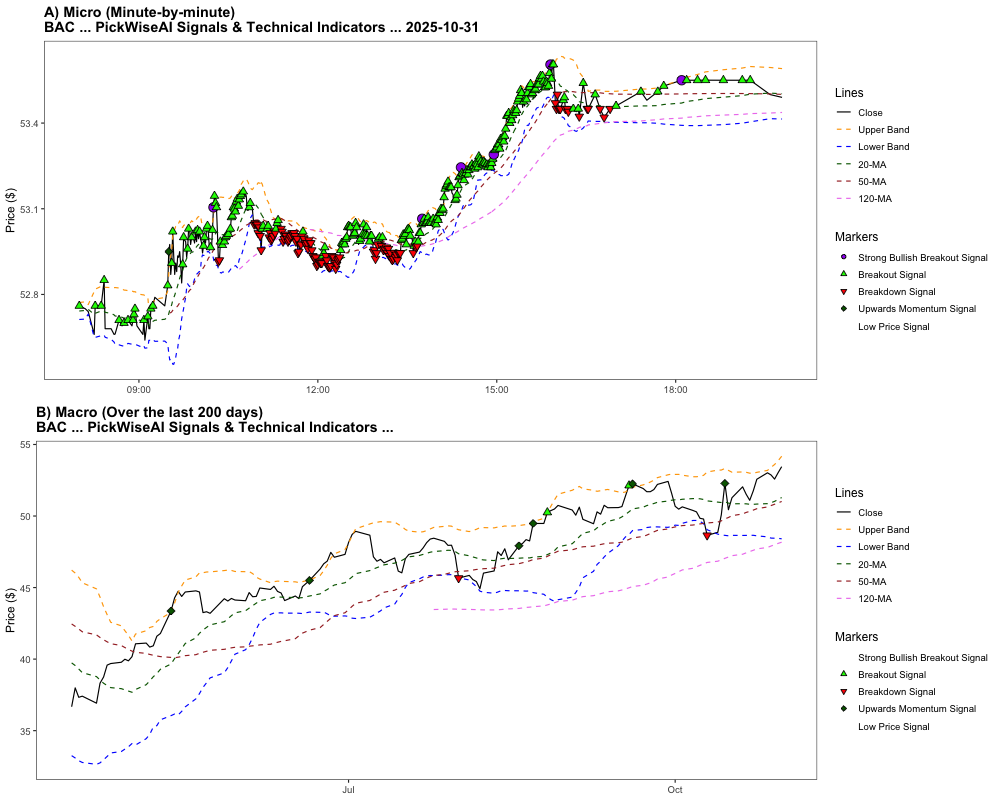 A) Micro (Minute-by-minute)
BAC ... PickWiseAI Signals & Technical Indicators ... 2025-10-31
Price ($)
53.4
53.1
52.8
09:00
12:00
15:00
18:00
Lines
Close
Upper Band
Lower Band
20-MA
50-MA
120-MA
Markers
Strong Bullish Breakout Signal
Breakout Signal
Breakdown Signal
Upwards Momentum Signal
Low Price Signal
B) Macro (Over the last 200 days)
BAC ... PickWiseAI Signals & Technical Indicators ...
Price ($)
55
50
45
40
35
Jul
Oct
Lines
Close
Upper Band
Lower Band
20-MA
50-MA
120-MA
Markers
Strong Bullish Breakout Signal
Breakout Signal
Breakdown Signal
Upwards Momentum Signal
Low Price Signal